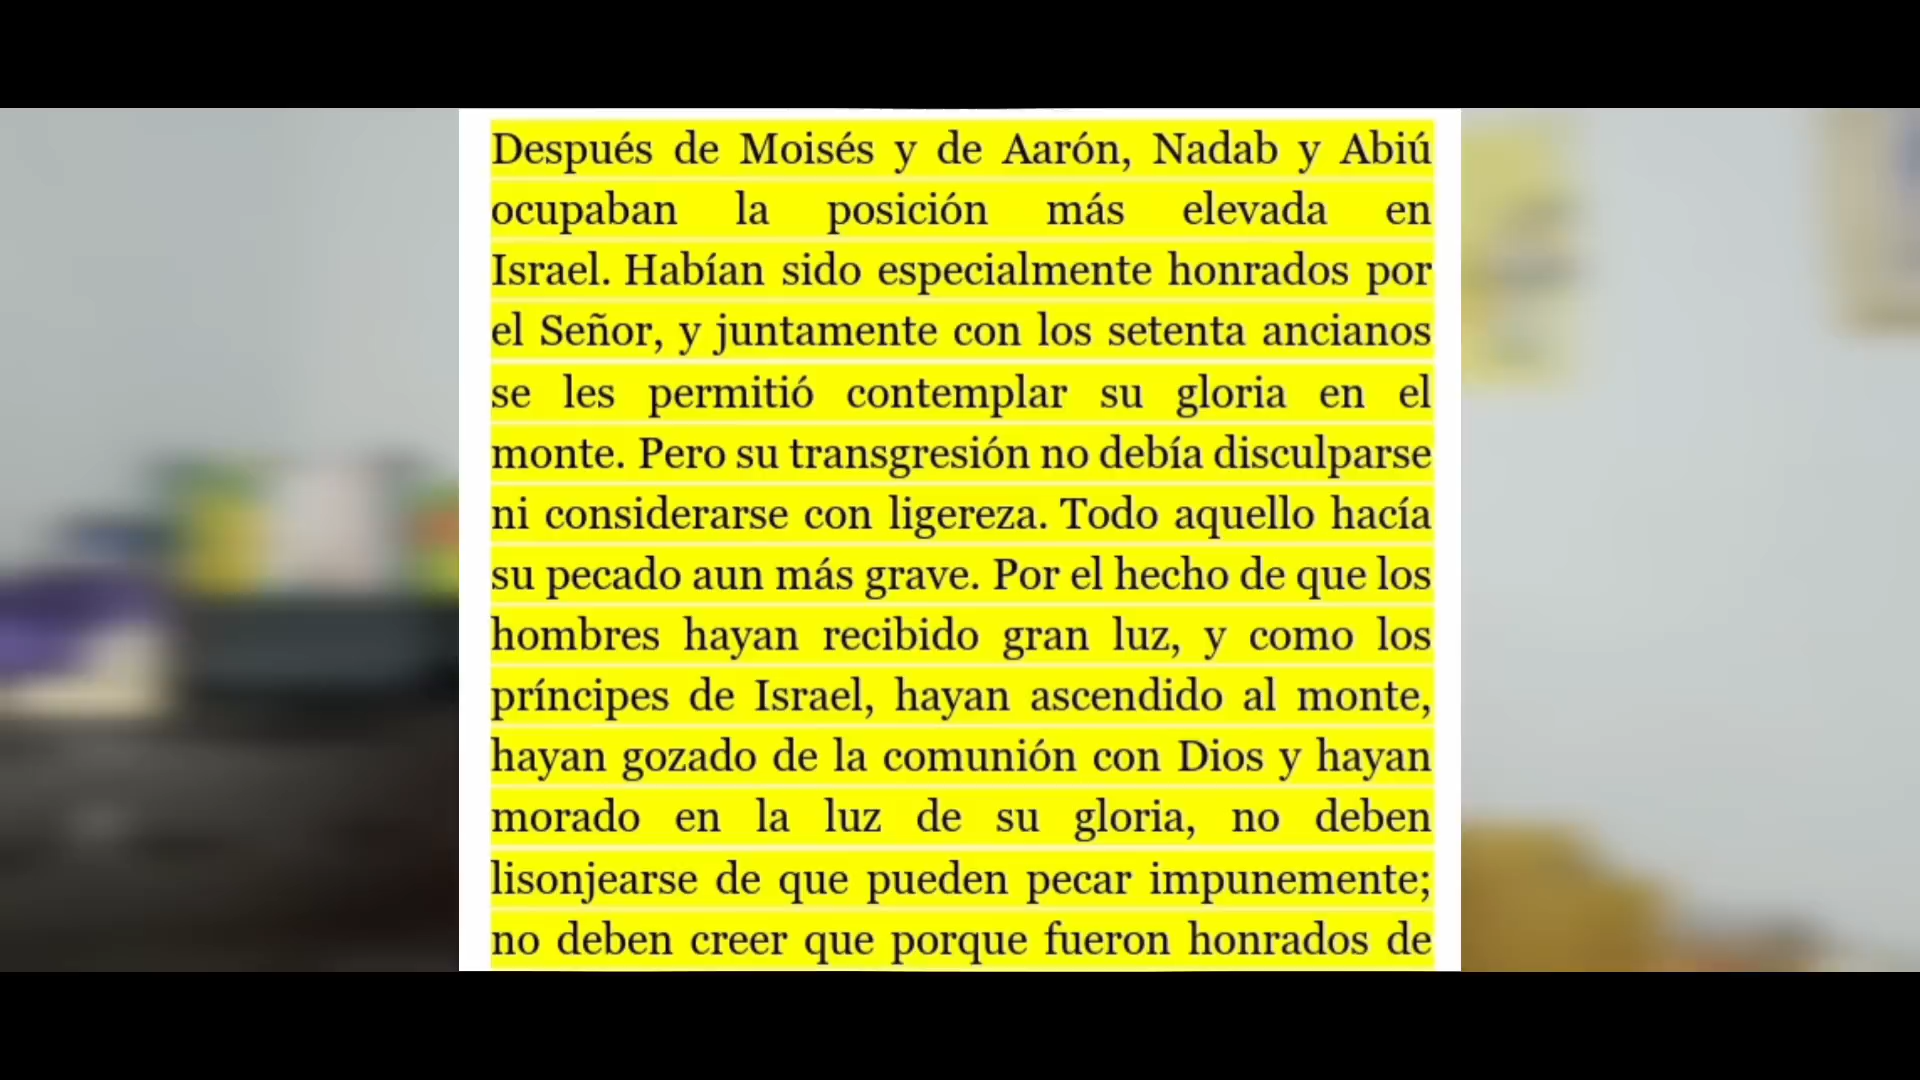 Después de Moisés y de Aarón, Nadab y Abiú
ocupaban la posición más elevada en
Israel. Habían sido especialmente honrados por
el Señor, y juntamente con los setenta ancianos
se les permitió contemplar su gloria en el
monte. Pero su transgresión no debía disculparse
ni considerarse con ligereza. Todo aquello hacía
su pecado aun más grave. Por el hecho de que los
hombres hayan recibido gran luz, y como los
príncipes de Israel, hayan ascendido al monte,
hayan gozado de la comunión con Dios y hayan
morado en la luz de su gloria, no deben
lisonjearse de que pueden pecar impunemente;
no deben creer que porque fueron honrados de